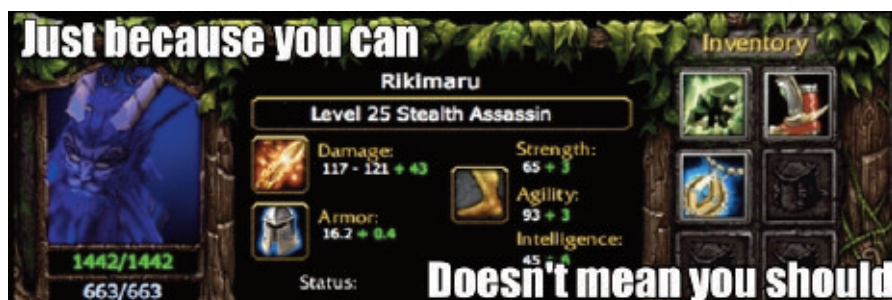 Just because you can
Inventory
Rikimaru
Level 25 Stealth Assassin
Damage:
117 - 121 + 43
Strength:
65 + 3
Agility:
93 + 3
Armor:
16.2 + 0.4
Intelligence:
45
1442/1442
663/663
Status:
Doesn't mean you should